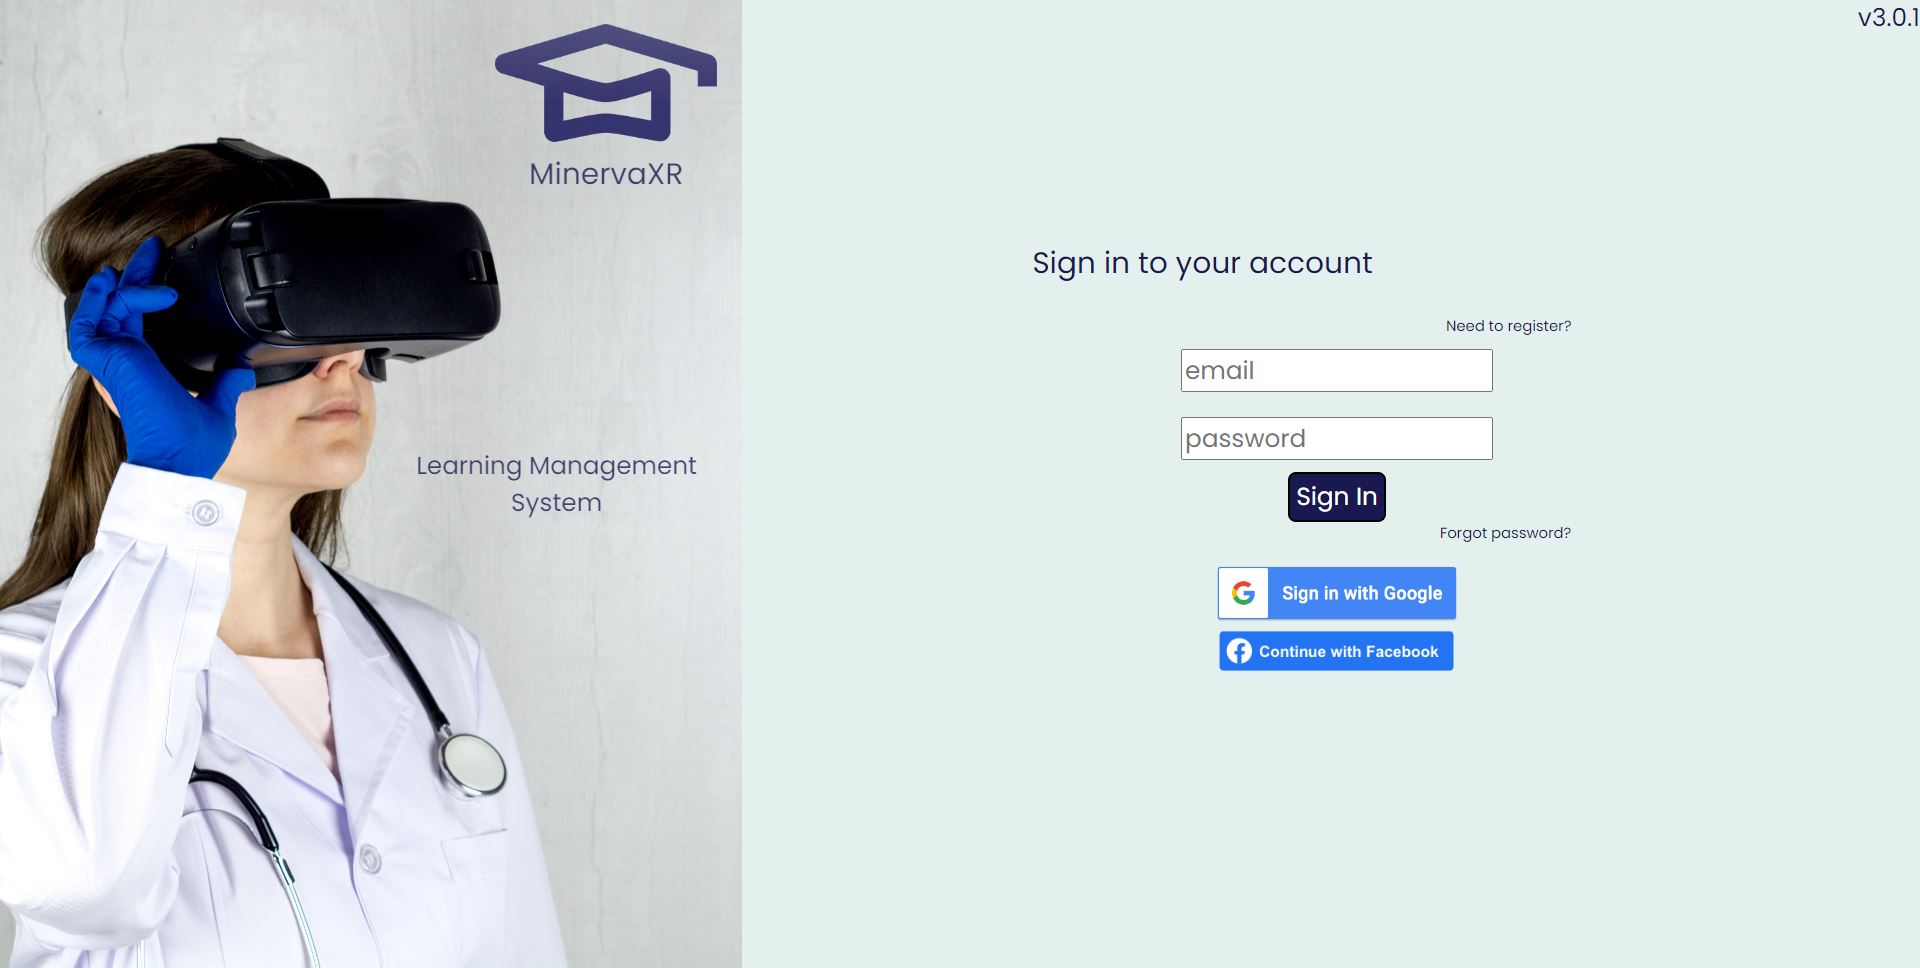 MinervaXR
Learning Management
System
v3.0.1
Sign in to your account
Need to register?
email
password
Sign In
Forgot password?
Sign in with Google
Continue with Facebook